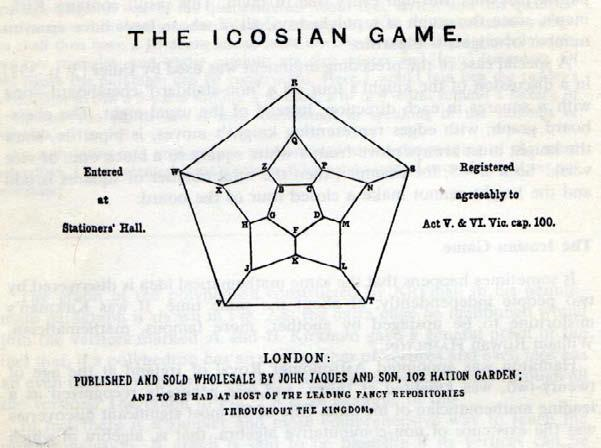 THE ICOSIAN GAME.
R
Q
W
Z
P
S
Entered
Registered
X
B
C
N
at
agreeably to
H
G
D
M
Stationers' Hall.
Act V. & VI. Vic. cap. 100.
F
K
J
L
V
T
LONDON:
PUBLISHED AND SOLD WHOLESALE BY JOHN JAQUES AND SON, 102 HATTON GARDEN;
AND TO BE HAD AT MOST OF THE LEADING FANCY REPOSITORIES
THROUGHOUT THE KINGDOM.